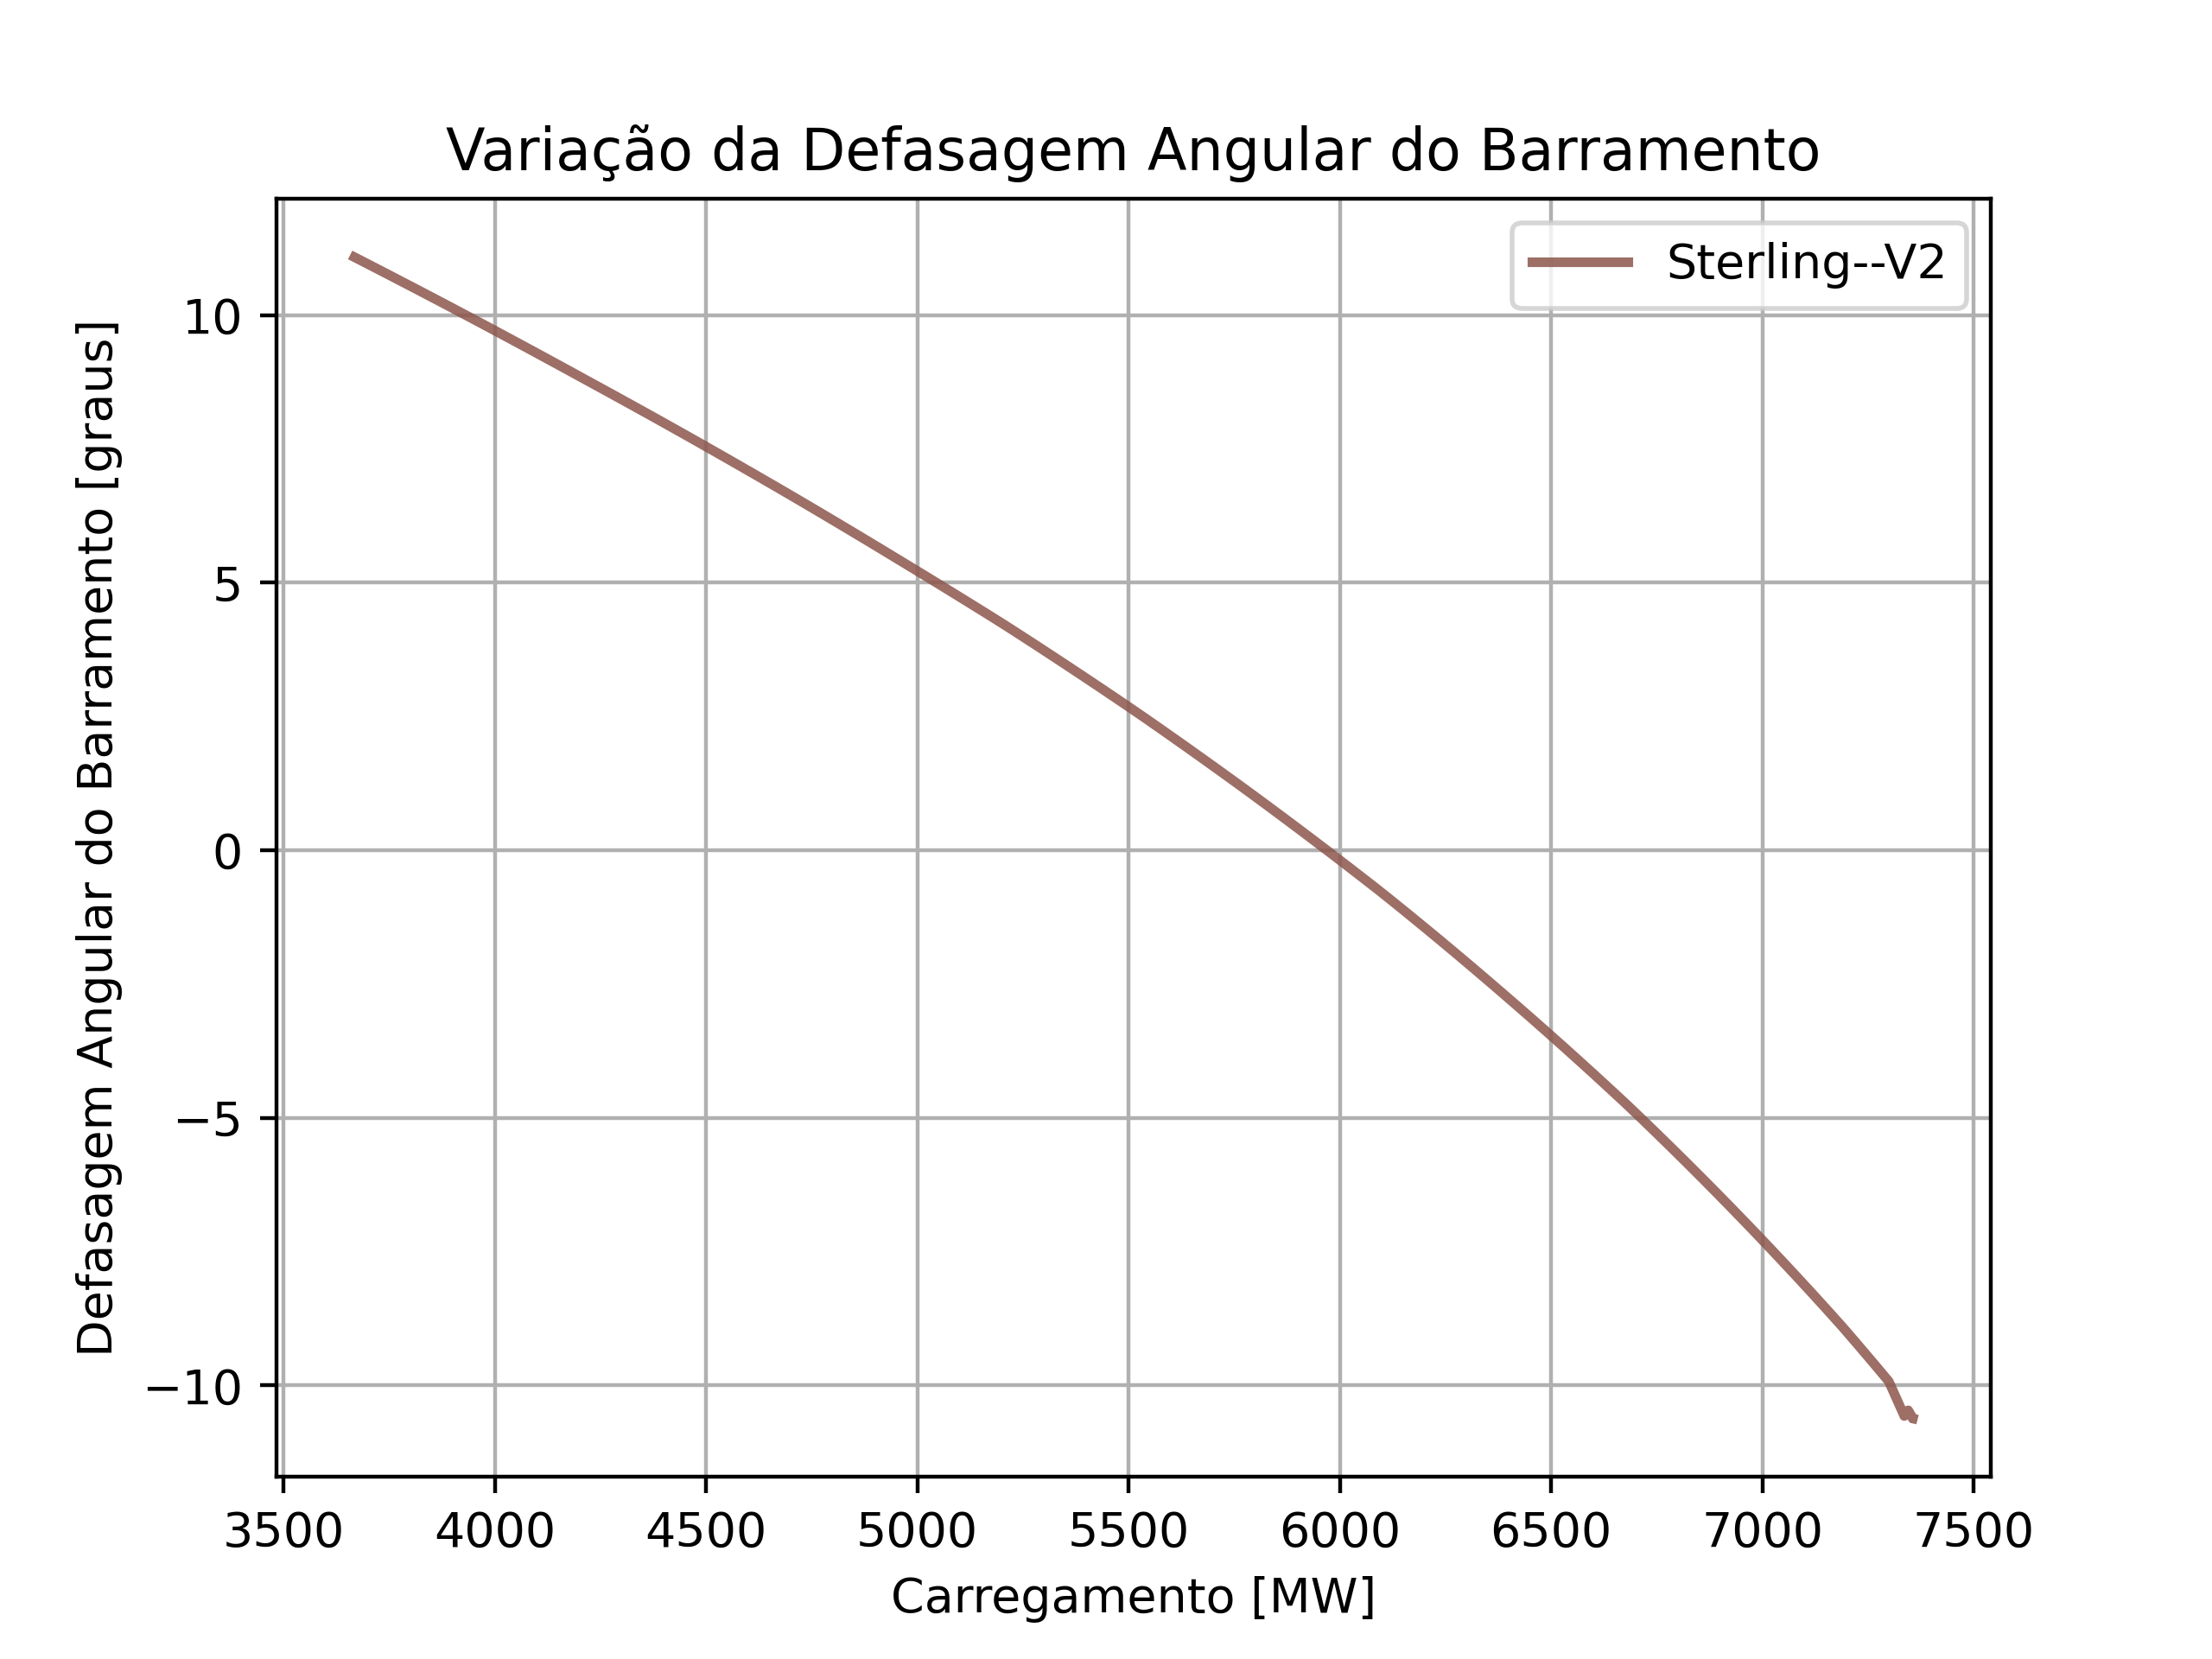 Variação da Defasagem Angular do Barramento
Sterling--V2
Defasagem Angular do Barramento [graus]
10
5
0
−5
−10
3500 4000 4500 5000 5500 6000 6500 7000 7500
Carregamento [MW]